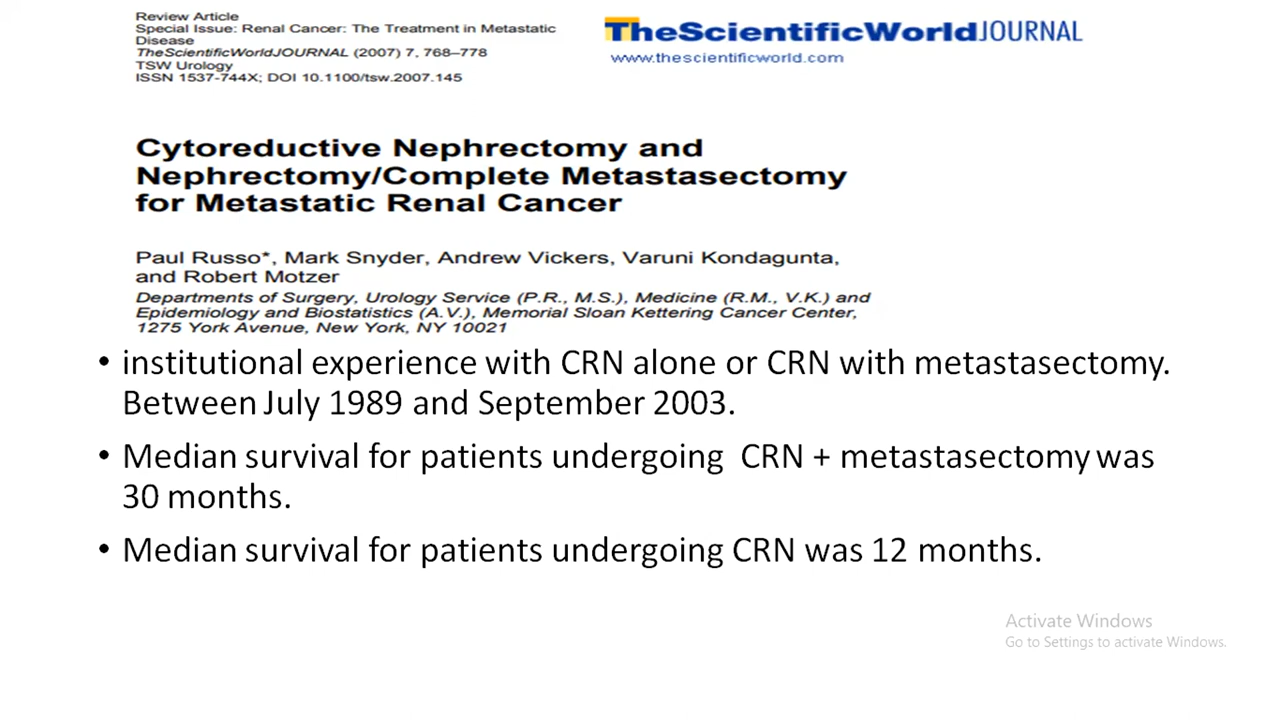 Review Article
Special Issue: Renal Cancer: The Treatment in Metastatic
Disease
TheScientificWorldJOURNAL (2007) 7, 768–778
TSW Urology
ISSN 1537-744X; DOI 10.1100/tsw.2007.145
TheScientificWorldJOURNAL
www.thescientificworld.com
Cytoreductive Nephrectomy and
Nephrectomy/Complete Metastasectomy
for Metastatic Renal Cancer
Paul Russo*, Mark Snyder, Andrew Vickers, Varuni Kondagunta,
and Robert Motzer
Departments of Surgery, Urology Service (P.R., M.S.), Medicine (R.M., V.K.) and
Epidemiology and Biostatistics (A.V.), Memorial Sloan Kettering Cancer Center,
1275 York Avenue, New York, NY 10021
• institutional experience with CRN alone or CRN with metastasectomy.
Between July 1989 and September 2003.
• Median survival for patients undergoing CRN + metastasectomy was
30 months.
• Median survival for patients undergoing CRN was 12 months.
Activate Windows
Go to Settings to activate Windows.